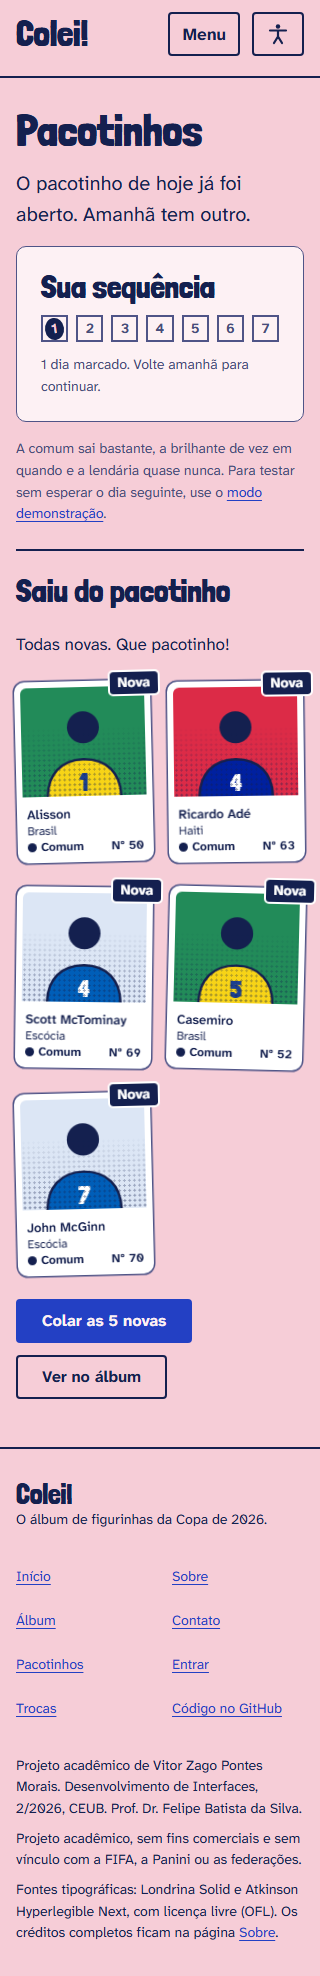 Colei!
Menu
Pacotinhos
O pacotinho de hoje já foi
aberto. Amanhã tem outro.
Sua sequência
1 2 3 4 5 6 7
1 dia marcado. Volte amanhã para
continuar.
A comum sai bastante, a brilhante de vez em
quando e a lendária quase nunca. Para testar
sem esperar o dia seguinte, use o modo
demonstração.
Saiu do pacotinho
Todas novas. Que pacotinho!
Nova
1
Alisson
Brasil
Comum Nº 50
Nova
4
Ricardo Adé
Haiti
Comum Nº 63
Nova
4
Scott McTominay
Escócia
Comum Nº 69
Nova
5
Casemiro
Brasil
Comum Nº 52
Nova
7
John McGinn
Escócia
Comum Nº 70
Colar as 5 novas
Ver no álbum
Colei!
O álbum de figurinhas da Copa de 2026.
Início
Sobre
Álbum
Contato
Pacotinhos
Entrar
Trocas
Código no GitHub
Projeto acadêmico de Vitor Zago Pontes
Morais. Desenvolvimento de Interfaces,
2/2026, CEUB. Prof. Dr. Felipe Batista da Silva.
Projeto acadêmico, sem fins comerciais e sem
vínculo com a FIFA, a Panini ou as federações.
Fontes tipográficas: Londrina Solid e Atkinson
Hyperlegible Next, com licença livre (OFL). Os
créditos completos ficam na página Sobre.